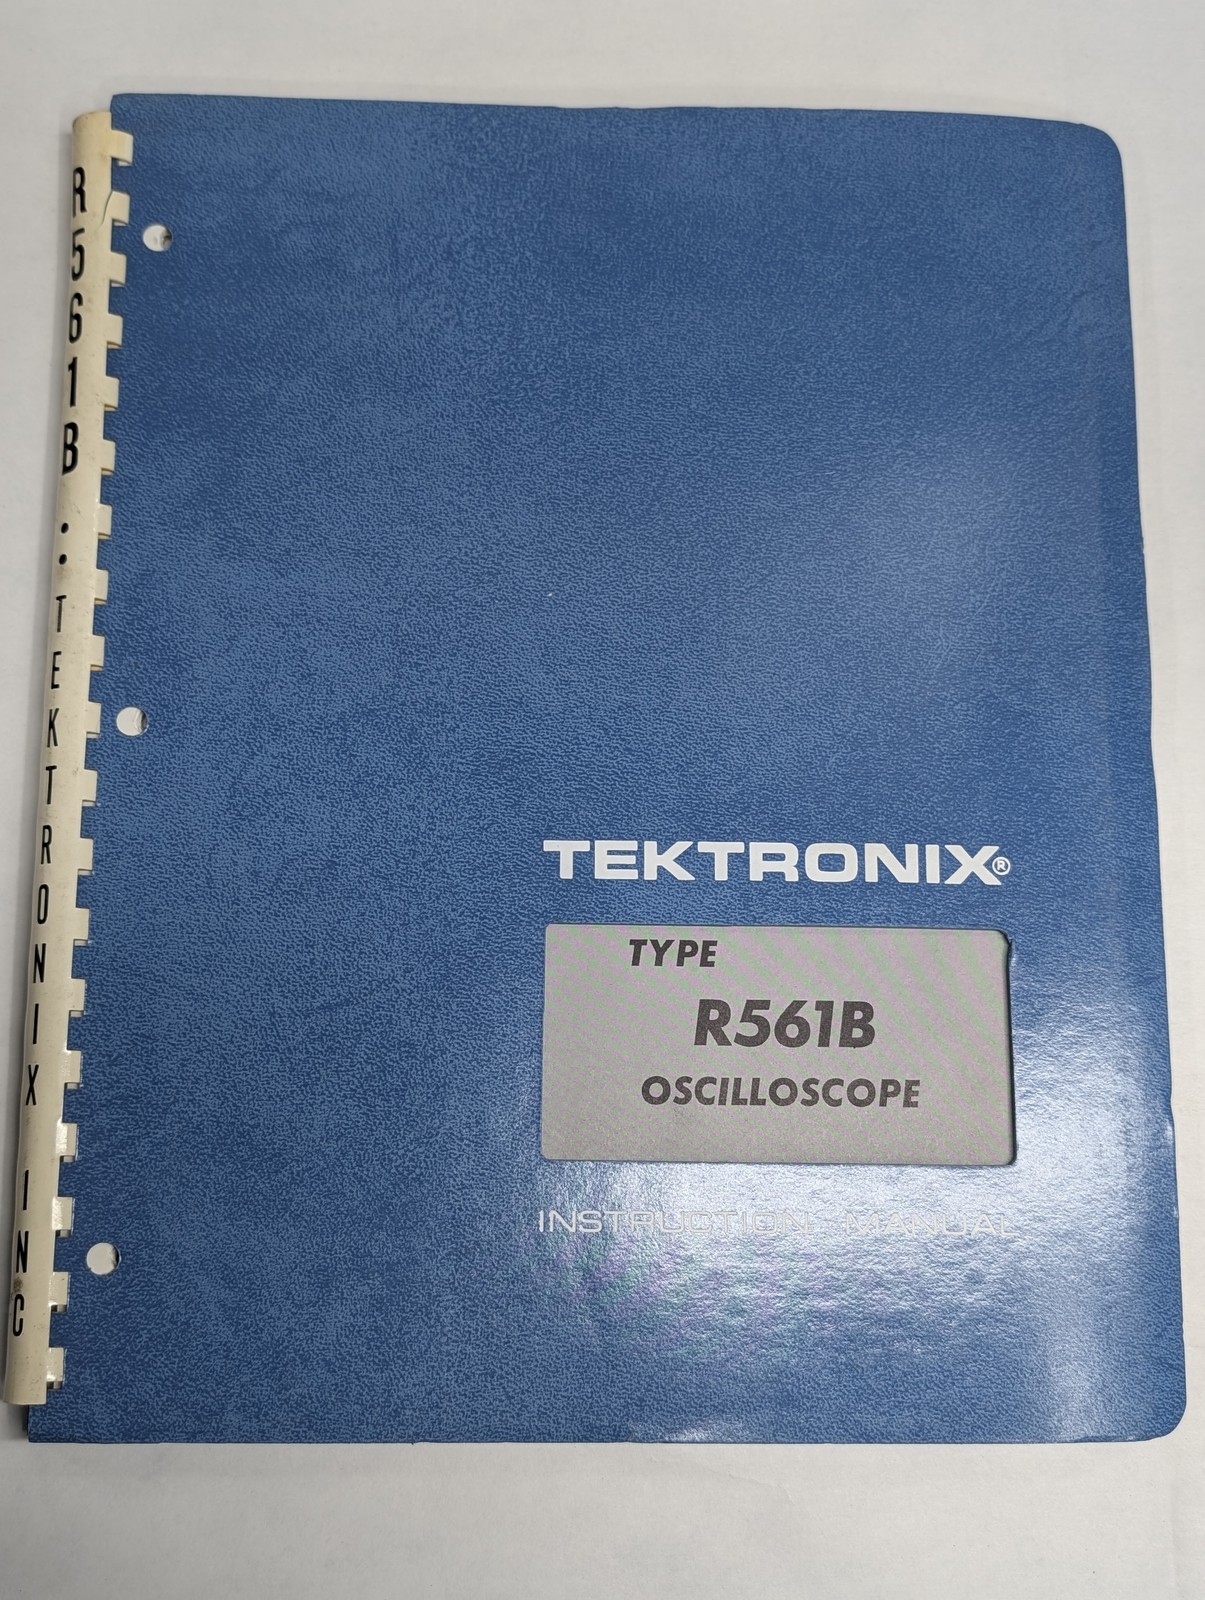 R561B : TEKTRONIX INC
TEKTRONIX®
TYPE
R561B
OSCILLOSCOPE
INSTRUCTION MANUAL